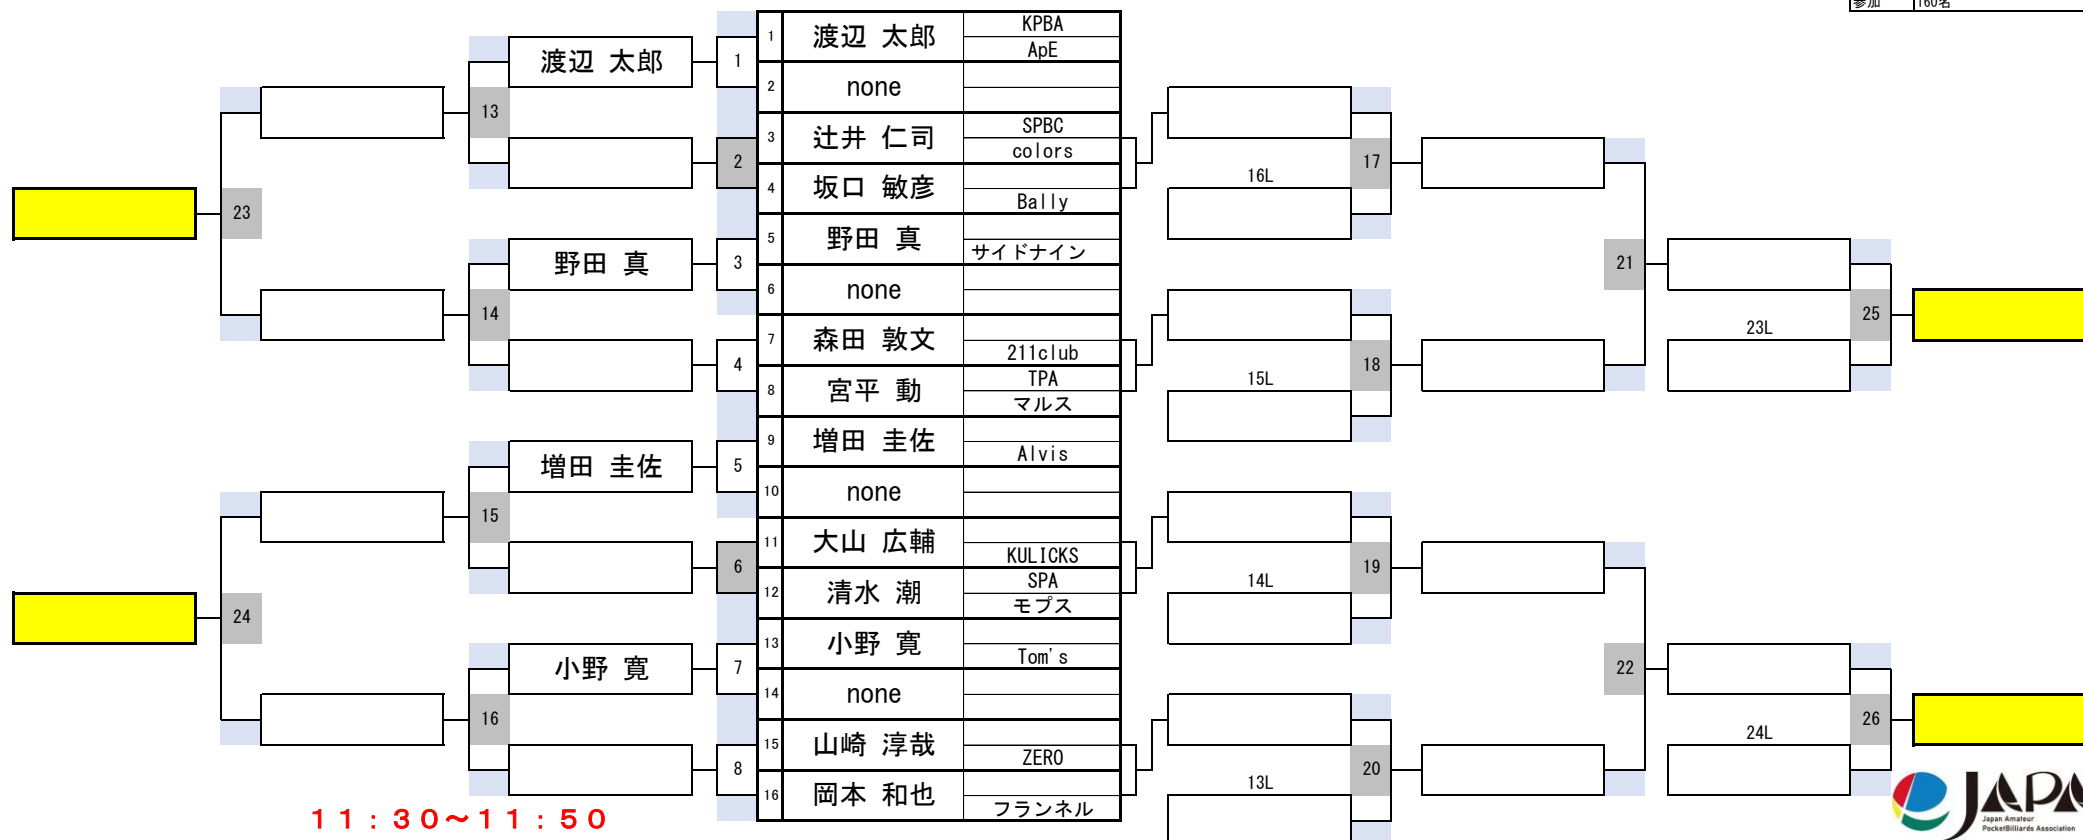 参加 160名
1 渡辺 太郎 KPBA
ApE
2 none
3 辻井 仁司 SPBC
colors
4 坂口 敏彦
Bally
5 野田 真
サイドナイン
6 none
7 森田 敦文
211club
8 宮平 動 TPA
マルス
9 増田 圭佐
Alvis
10 none
11 大山 広輔
KULICKS
12 清水 潮 SPA
モプス
13 小野 寛
Tom's
14 none
15 山崎 淳哉
ZERO
16 岡本 和也
フランネル
渡辺 太郎 1
13
2
23
野田 真 3
14
4
増田 圭佐 5
15
6
24
小野 寛 7
16
8
17
16L
21
18
15L
25
23L
19
14L
22
20
13L
26
24L
11:30～11:50
JAPA
Japan Amateur
PocketBilliards Association